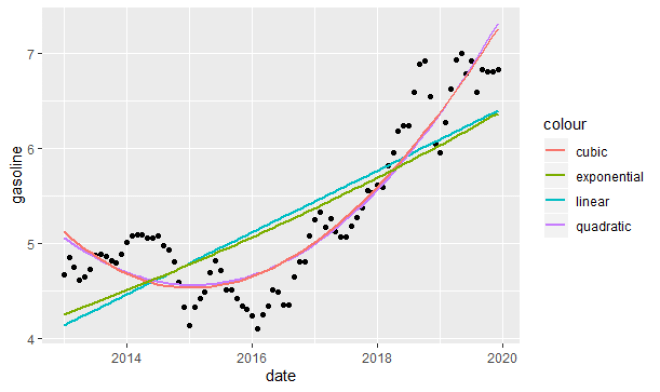 7
6
5
4
gasoline
2014
2016
2018
2020
date
colour
cubic
exponential
linear
quadratic